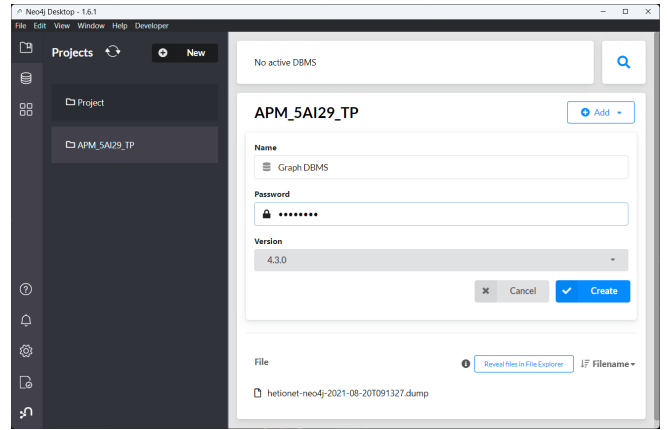 Neo4j Desktop - 1.6.1
File Edit View Window Help Developer
Projects
New
Project
APM_5AI29_TP
No active DBMS
APM_5AI29_TP
Add
Name
Graph DBMS
Password
Version
4.3.0
Cancel
Create
File
Reveal files in File Explorer
Filename
hetionet-neo4j-2021-08-20T091327.dump